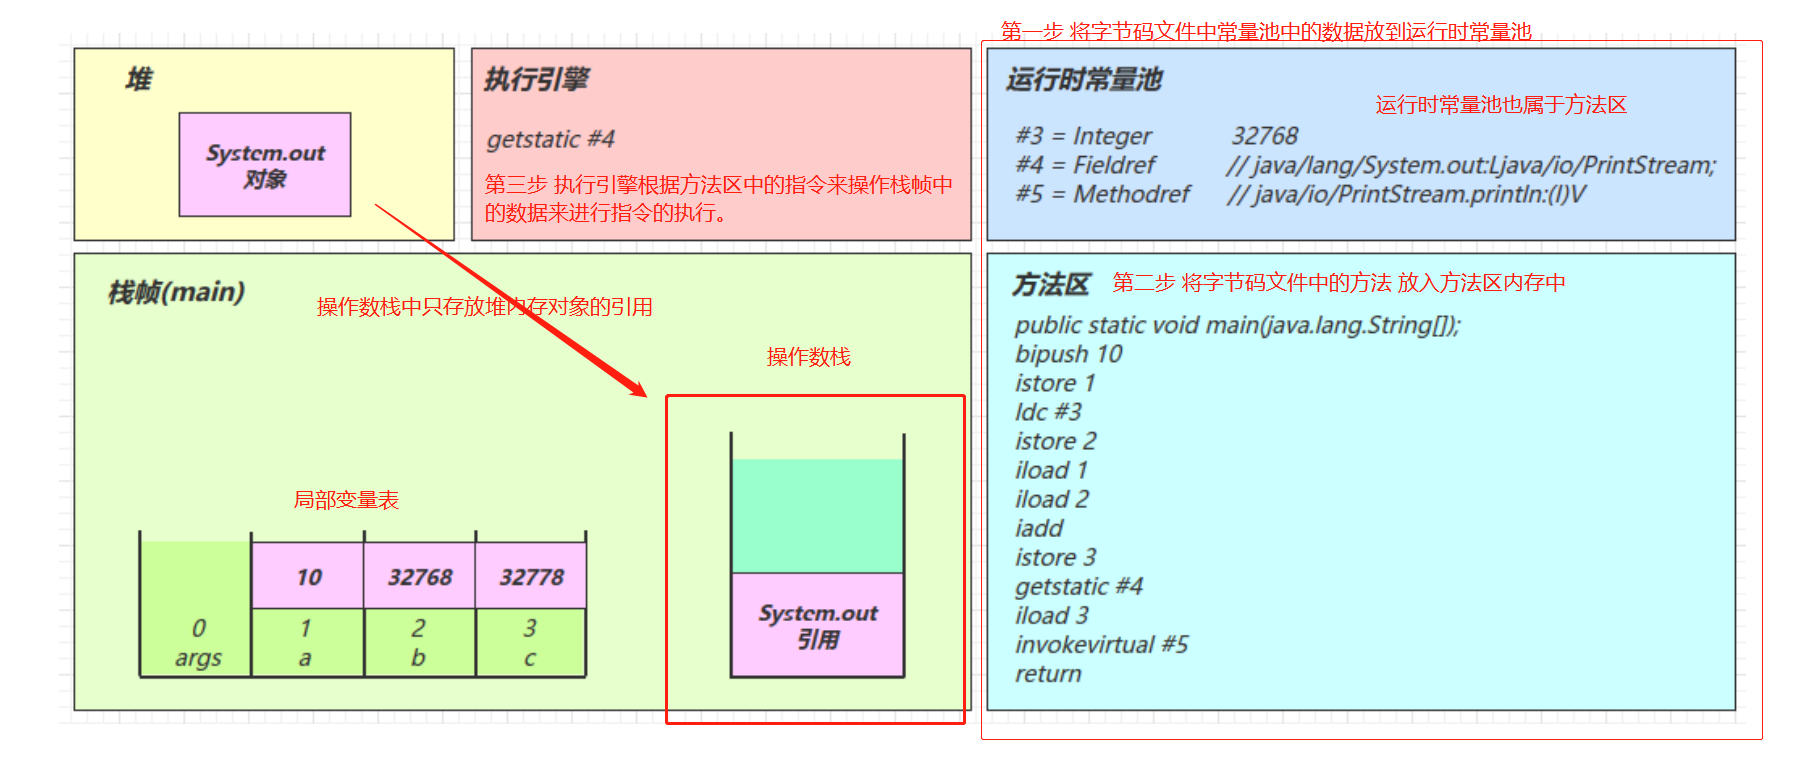 第一步 将字节码文件中常量池中的数据放到运行时常量池
堆
System.out
对象
执行引擎
getstatic #4
第三步 执行引擎根据方法区中的指令来操作栈帧中
的数据来进行指令的执行。
运行时常量池
运行时常量池也属于方法区
#3 = Integer 32768
#4 = Fieldref // java/lang/System.out:Ljava/io/PrintStream;
#5 = Methodref // java/io/PrintStream.println:(I)V
栈帧(main)
操作数栈中只存放堆内存对象的引用
操作数栈
局部变量表
10 32768 32778
0 1 2 3
args a b c
System.out
引用
方法区 第二步 将字节码文件中的方法 放入方法区内存中
public static void main(java.lang.String[]);
bipush 10
istore 1
ldc #3
istore 2
iload 1
iload 2
iadd
istore 3
getstatic #4
iload 3
invokevirtual #5
return